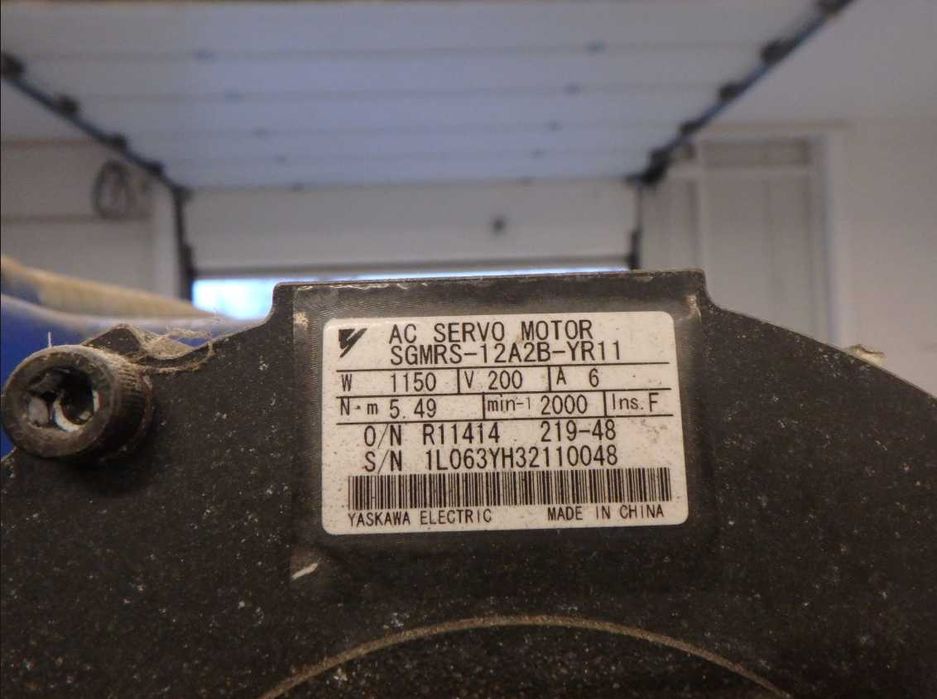 AC SERVO MOTOR
SGMRS-12A2B-YR11
W 1150 V 200 A 6
N·m 5.49 min-1 2000 Ins. F
O/N R11414 219-48
S/N 1L063YH32110048
YASKAWA ELECTRIC MADE IN CHINA